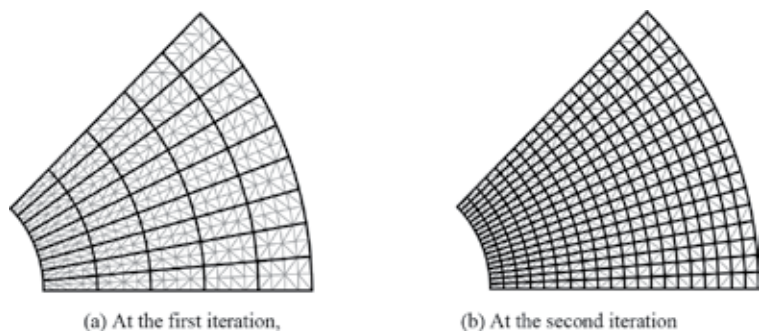 (a) At the first iteration,
(b) At the second iteration